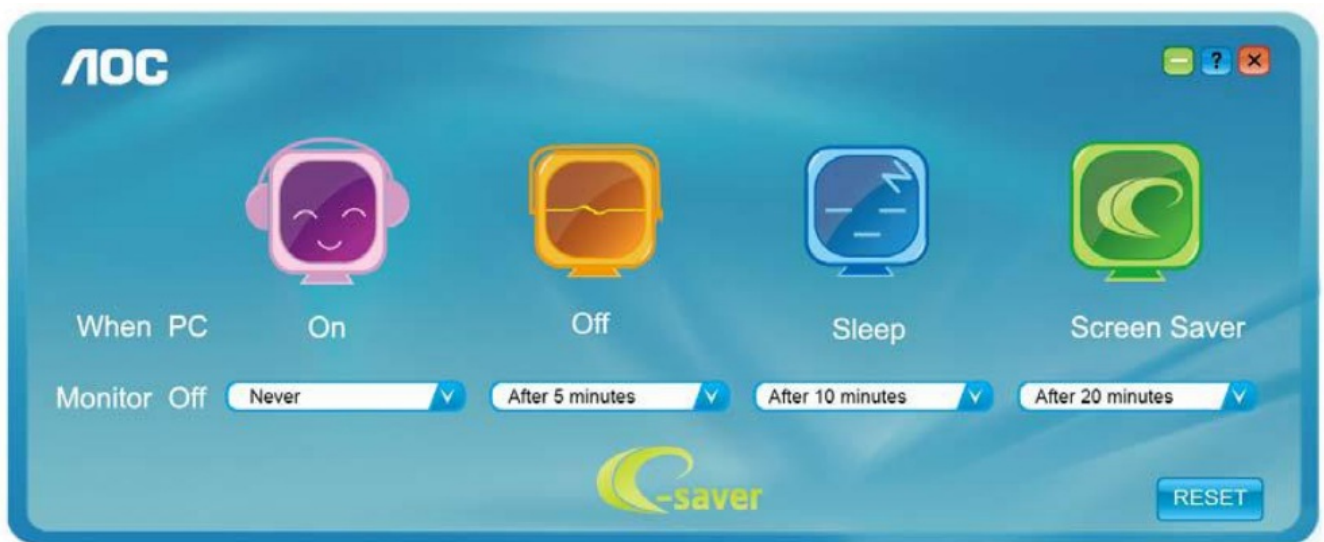 AOC
?
When PC On Off Sleep Screen Saver
Monitor Off Never After 5 minutes After 10 minutes After 20 minutes
e-saver
RESET